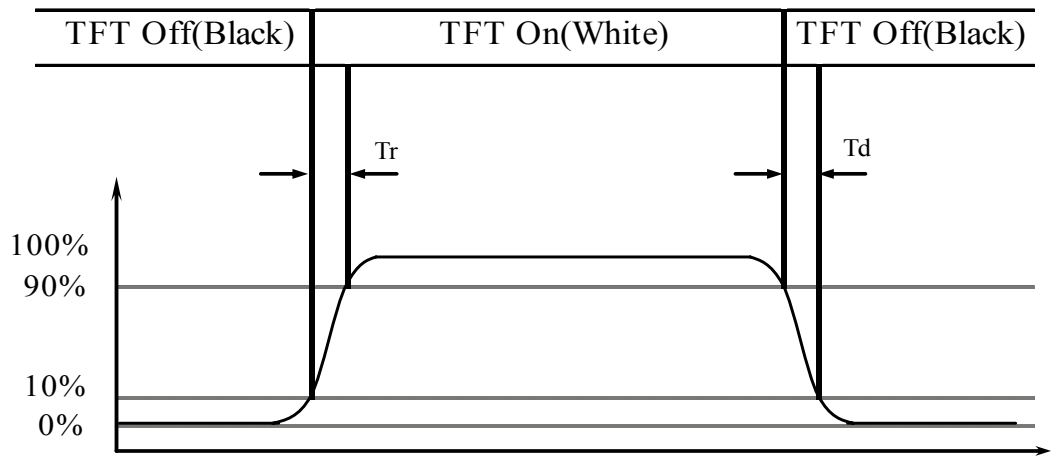 TFT Off(Black) TFT On(White) TFT Off(Black)
Tr Td
100%
90%
10%
0%